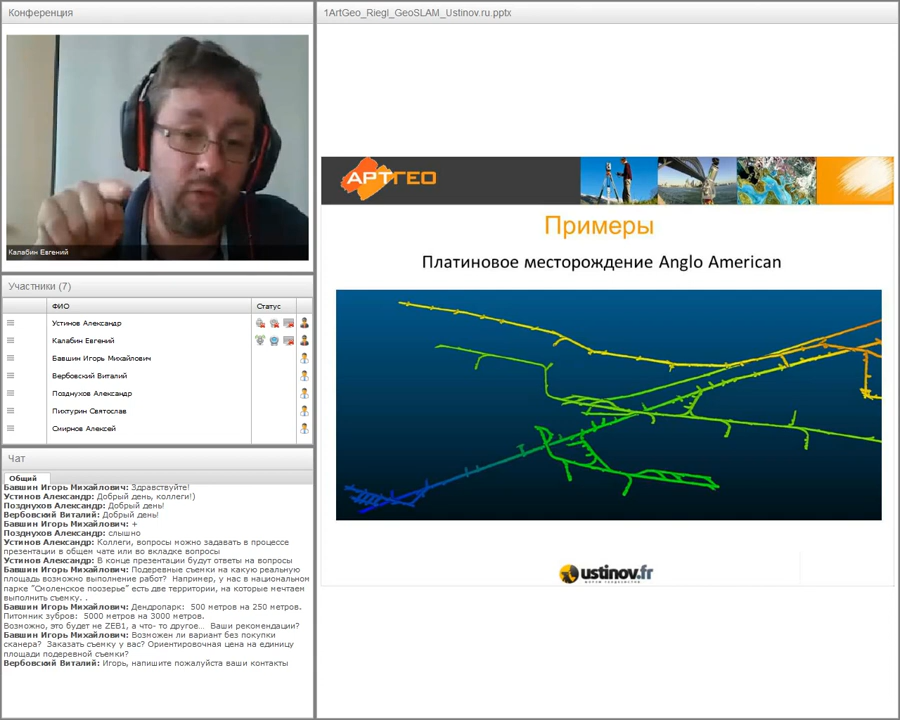 Конференция
Калабин Евгений
Участники (7)
ФИО Статус
Устинов Александр
Калабин Евгений
Бавшин Игорь Михайлович
Вербовский Виталий
Позднухов Александр
Пихтурин Святослав
Смирнов Алексей
Чат
Общий
Бавшин Игорь Михайлович: Здравствуйте!
Устинов Александр: Добрый день, коллеги!)
Позднухов Александр: Добрый день!
Вербовский Виталий: Добрый день!
Бавшин Игорь Михайлович: +
Позднухов Александр: слышно
Устинов Александр: Коллеги, вопросы можно задавать в процессе
презентации в общем чате или во вкладке вопросы
Устинов Александр: В конце презентации будут ответы на вопросы
Бавшин Игорь Михайлович: Подеревные съемки на какую реальную
площадь возможно выполнение работ? Например, у нас в национальном
парке "Смоленское поозерье" есть две территории, на которые мечтаем
выполнить съемку. .
Бавшин Игорь Михайлович: Дендропарк: 500 метров на 250 метров.
Питомник зубров: 5000 метров на 3000 метров.
Возможно, это будет не ZEB1, а что- то другое... Ваши рекомендации?
Бавшин Игорь Михайлович: Возможен ли вариант без покупки
сканера? Заказать съемку у вас? Ориентировочная цена на единицу
площади подеревной съемки?
Вербовский Виталий: Игорь, напишите пожалуйста ваши контакты
1ArtGeo_Riegl_GeoSLAM_Ustinov.ru.pptx
АРТГЕО
Примеры
Платиновое месторождение Anglo American
ustinov.fr